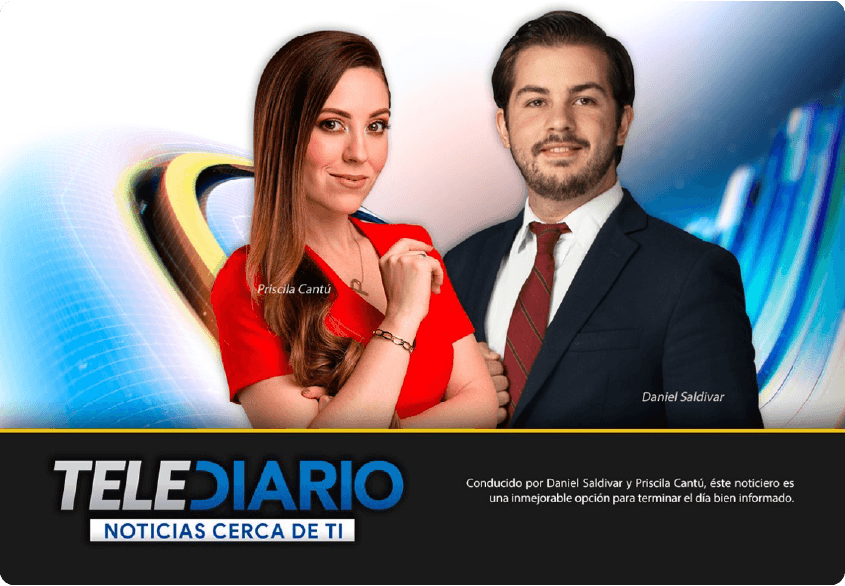 Priscila Cantú
Daniel Saldivar
TELEDIARIO
NOTICIAS CERCA DE TI
Conducido por Daniel Saldivar y Priscila Cantú, éste noticiero es
una inmejorable opción para terminar el día bien informado.